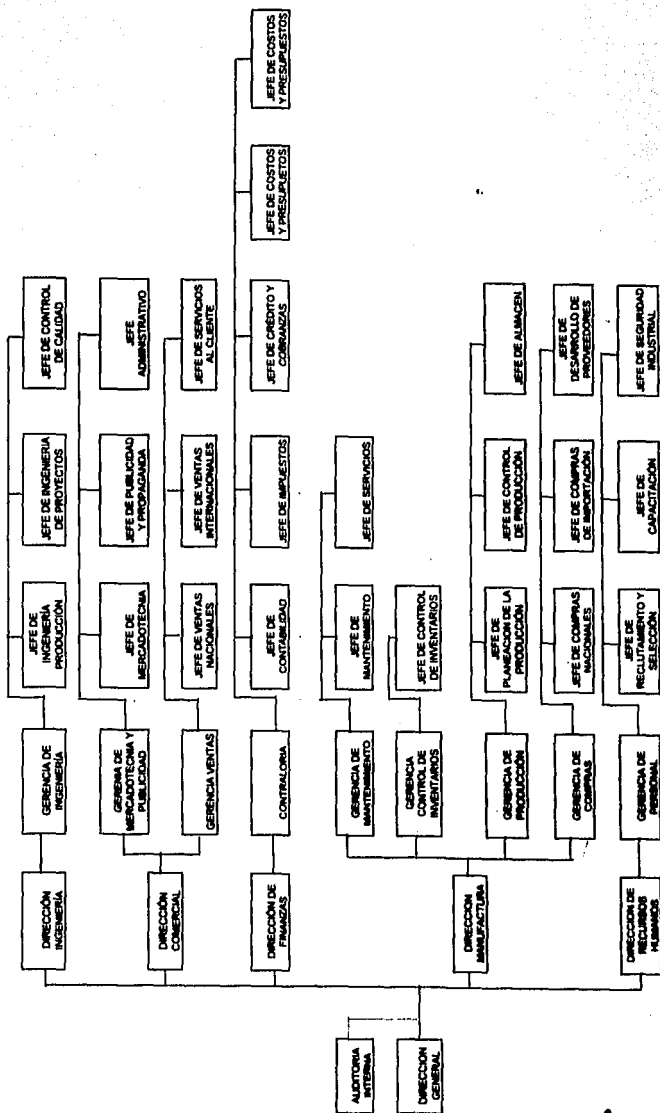 DIRECCIÓN
INGENIERÍA
GERENCIA DE
INGENIERIA
JEFE DE
INGENIERÍA
PRODUCCIÓN
JEFE DE INGENIERIA
DE PROYECTOS
JEFE DE CONTROL
DE CALIDAD
DIRECCIÓN
COMERCIAL
GERENIA DE
MERCADOTECNIA Y
PUBLICIDAD
JEFE DE
MERCADOTECNIA
JEFE DE PUBLICIDAD
Y PROPAGANDA
JEFE
ADMINISTRATIVO
GERENCIA VENTAS
JEFE DE VENTAS
NACIONALES
JEFE DE VENTAS
INTERNACIONALES
JEFE DE SERVICIOS
AL CLIENTE
DIRECCIÓN DE
FINANZAS
CONTRALORIA
JEFE DE
CONTABILIDAD
JEFE DE IMPUESTOS
JEFE DE CRÉDITO Y
COBRANZAS
JEFE DE COSTOS
Y PRESUPUETOS
JEFE DE COSTOS
Y PRESUPUESTOS
AUDITORIA
INTERNA
DIRECCION
GENERAL
GERENCIA DE
MANTENIMIENTO
JEFE DE
MANTENIMIENTO
JEFE DE SERVICIOS
GERENCIA
CONTROL DE
INVENTARIOS
JEFE DE CONTROL
DE INVENTARIOS
DIRECCION
MANUFACTURA
GERENCIA DE
PRODUCCIÓN
JEFE DE
PLANEACION DE LA
PRODUCCIÓN
JEFE DE CONTROL
DE PRODUCCIÓN
JEFE DE ALMACEN
GERENCIA DE
COMPRAS
JEFE DE COMPRAS
NACIONALES
JEFE DE COMPRAS
DE IMPORTACIÓN
JEFE DE
DESARROLLO DE
PROVEEDORES
DIRECCION DE
RECURSOS
HUMANOS
GERENCIA DE
PERSONAL
JEFE DE
RECLUTAMIENTO Y
SELECCIÓN
JEFE DE
CAPACITACIÓN
JEFE DE SEGURIDAD
INDUSTRIAL